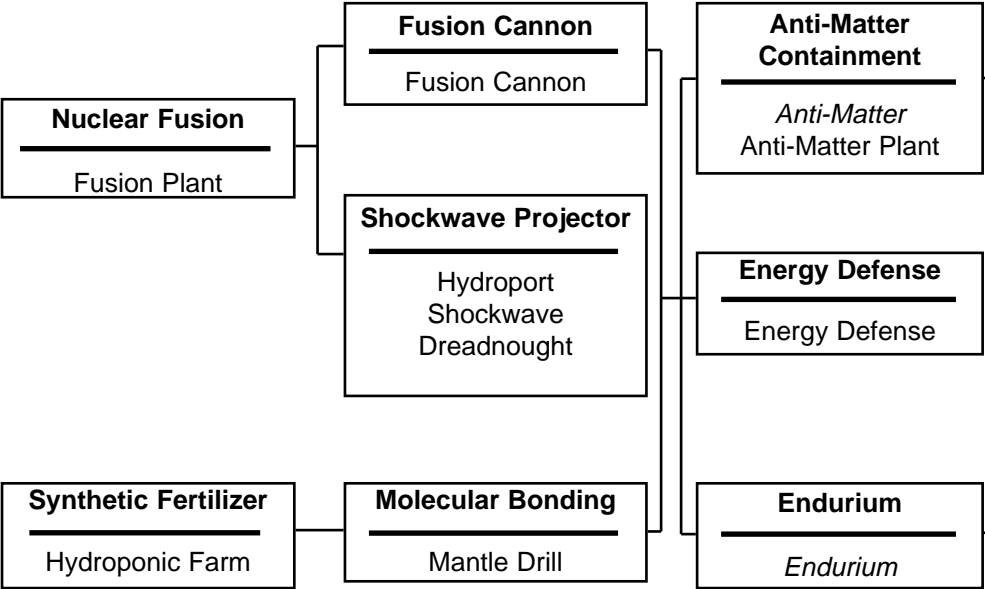 Nuclear Fusion
Fusion Plant
Synthetic Fertilizer
Hydroponic Farm
Fusion Cannon
Fusion Cannon
Shockwave Projector
Hydroport
Shockwave
Dreadnought
Molecular Bonding
Mantle Drill
Anti-Matter
Containment
Anti-Matter
Anti-Matter Plant
Energy Defense
Energy Defense
Endurium
Endurium